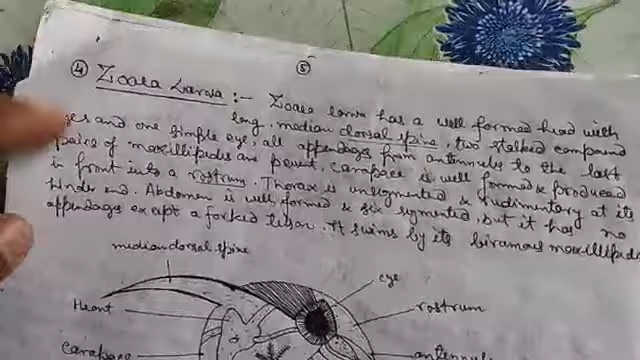 ⑤
④ Zoaea Larva :- Zoaea larva has a well formed head with
long, median dorsal spine, two stalked compound
eyes and one simple eye, all appendages from antennules to the last
pairs of maxillipeds are present, carapace is well formed & produced
in front into a rostrum. Thorax is unsegmented & rudimentary at its
hinder end. Abdomen is well formed & six segmented, but it has no
appendages except a forked telson. It swims by its biramous maxillipeds
median dorsal spine
eye
Heart
rostrum
carapace
antennule